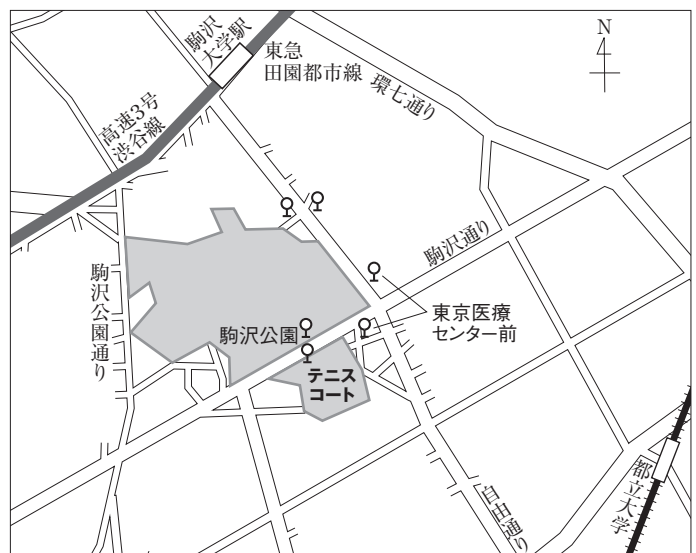 N
駒沢
大学駅
東急
田園都市線
環七通り
高速3号
渋谷線
駒沢通り
駒沢公園通り
駒沢公園
東京医療
センター前
テニス
コート
自由通り
都立大学